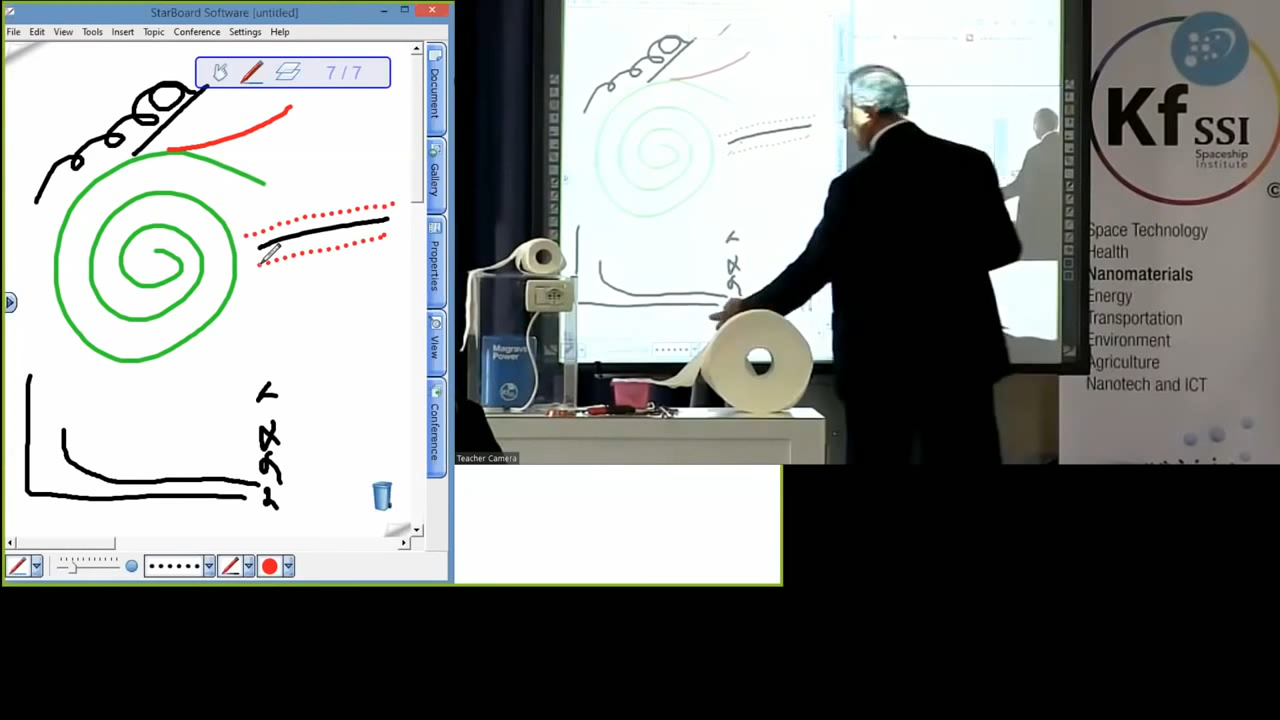 StarBoard Software [untitled]
File Edit View Tools Insert Topic Conference Settings Help
7 / 7
Document
Gallery
Properties
View
Conference
Magravs
Power
Kf
Teacher Camera
Kf SSI
Spaceship
Institute
©
Space Technology
Health
Nanomaterials
Energy
Transportation
Environment
Agriculture
Nanotech and ICT